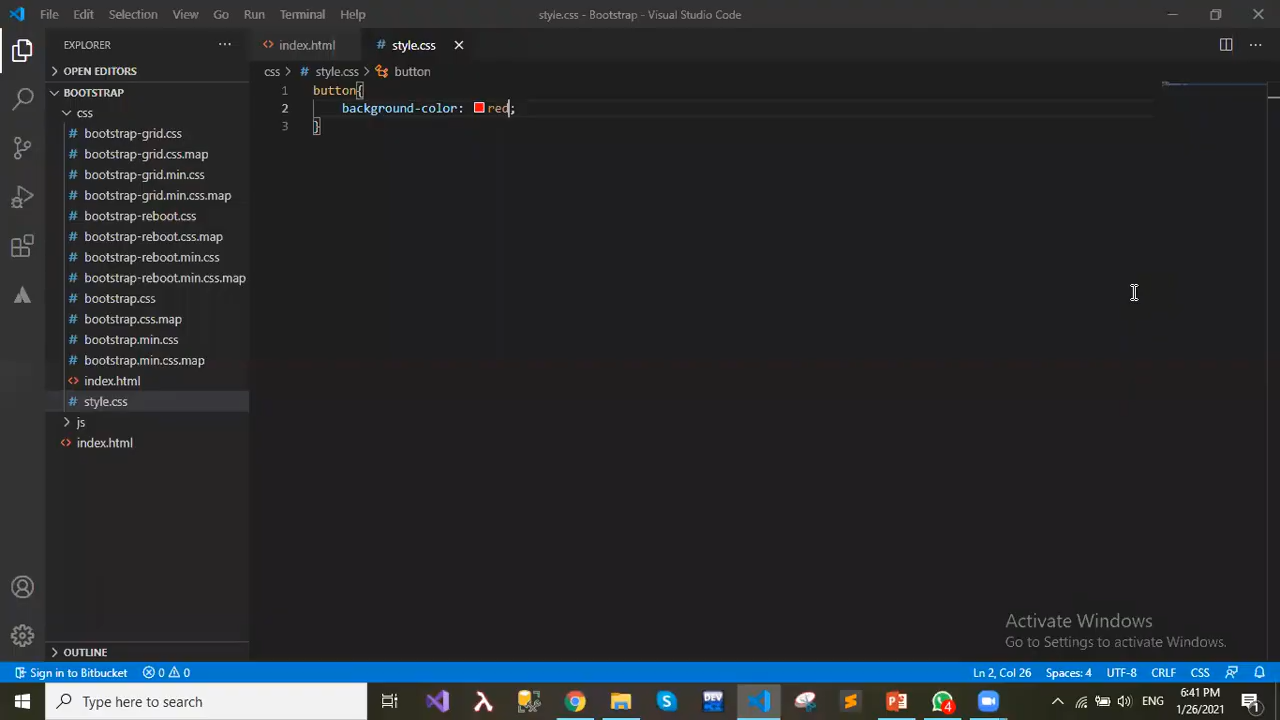 File Edit Selection View Go Run Terminal Help
style.css - Bootstrap - Visual Studio Code
EXPLORER
index.html
style.css
OPEN EDITORS
css > style.css > button
BOOTSTRAP
css
bootstrap-grid.css
bootstrap-grid.css.map
bootstrap-grid.min.css
bootstrap-grid.min.css.map
bootstrap-reboot.css
bootstrap-reboot.css.map
bootstrap-reboot.min.css
bootstrap-reboot.min.css.map
bootstrap.css
bootstrap.css.map
bootstrap.min.css
bootstrap.min.css.map
index.html
style.css
js
index.html
1 button{
2 background-color: red;
3 }
Activate Windows
Go to Settings to activate Windows.
OUTLINE
Sign in to Bitbucket 0 0
Ln 2, Col 26 Spaces: 4 UTF-8 CRLF CSS
Type here to search
DEV
4
ENG
6:41 PM
1/26/2021
1